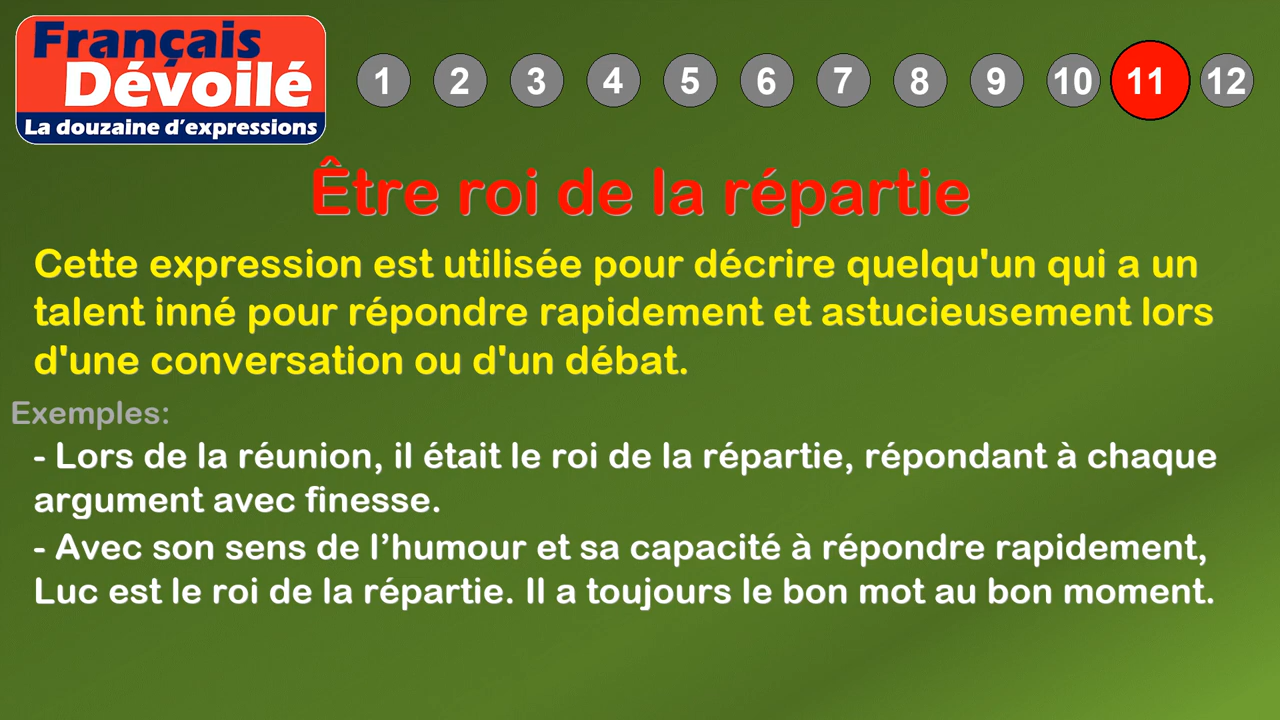 Français
Dévoilé
La douzaine d'expressions
1 2 3 4 5 6 7 8 9 10 11 12
Être roi de la répartie
Cette expression est utilisée pour décrire quelqu'un qui a un
talent inné pour répondre rapidement et astucieusement lors
d'une conversation ou d'un débat.
Exemples:
- Lors de la réunion, il était le roi de la répartie, répondant à chaque
argument avec finesse.
- Avec son sens de l’humour et sa capacité à répondre rapidement,
Luc est le roi de la répartie. Il a toujours le bon mot au bon moment.